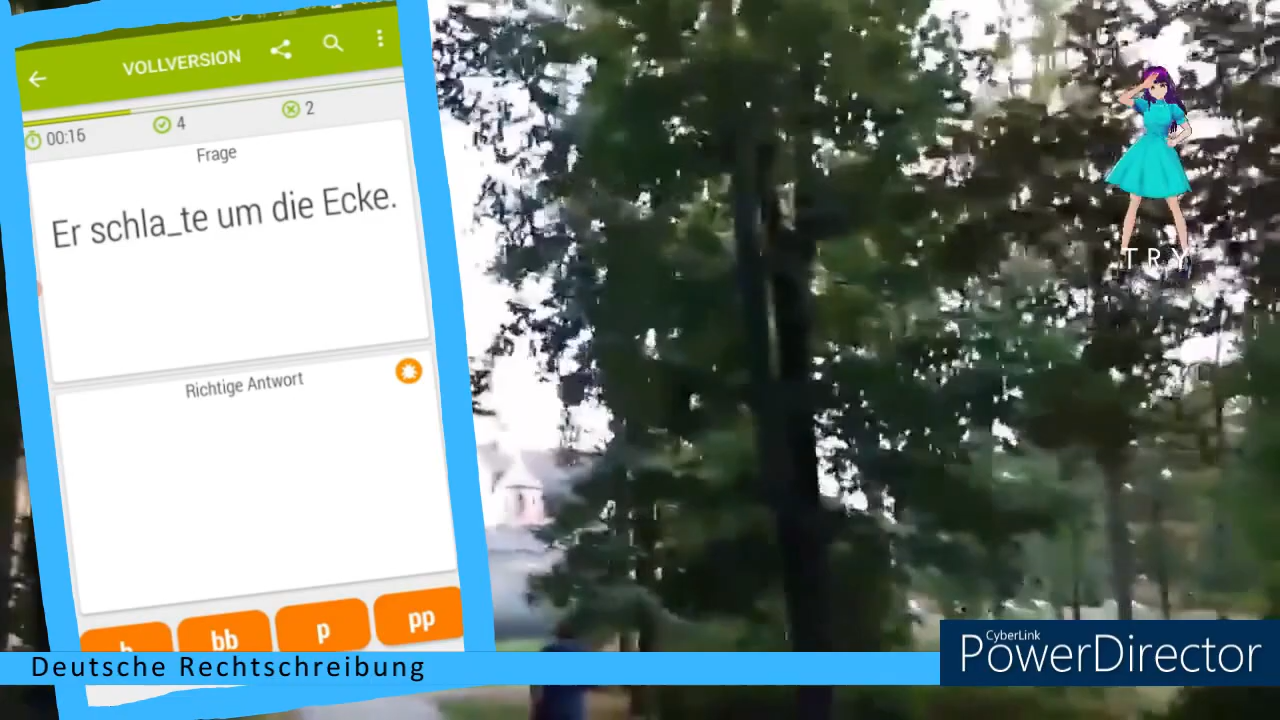 VOLLVERSION
00:16
4
2
Frage
Er schla_te um die Ecke.
Richtige Antwort
b
bb
p
pp
Deutsche Rechtschreibung
TRY
CyberLink
PowerDirector